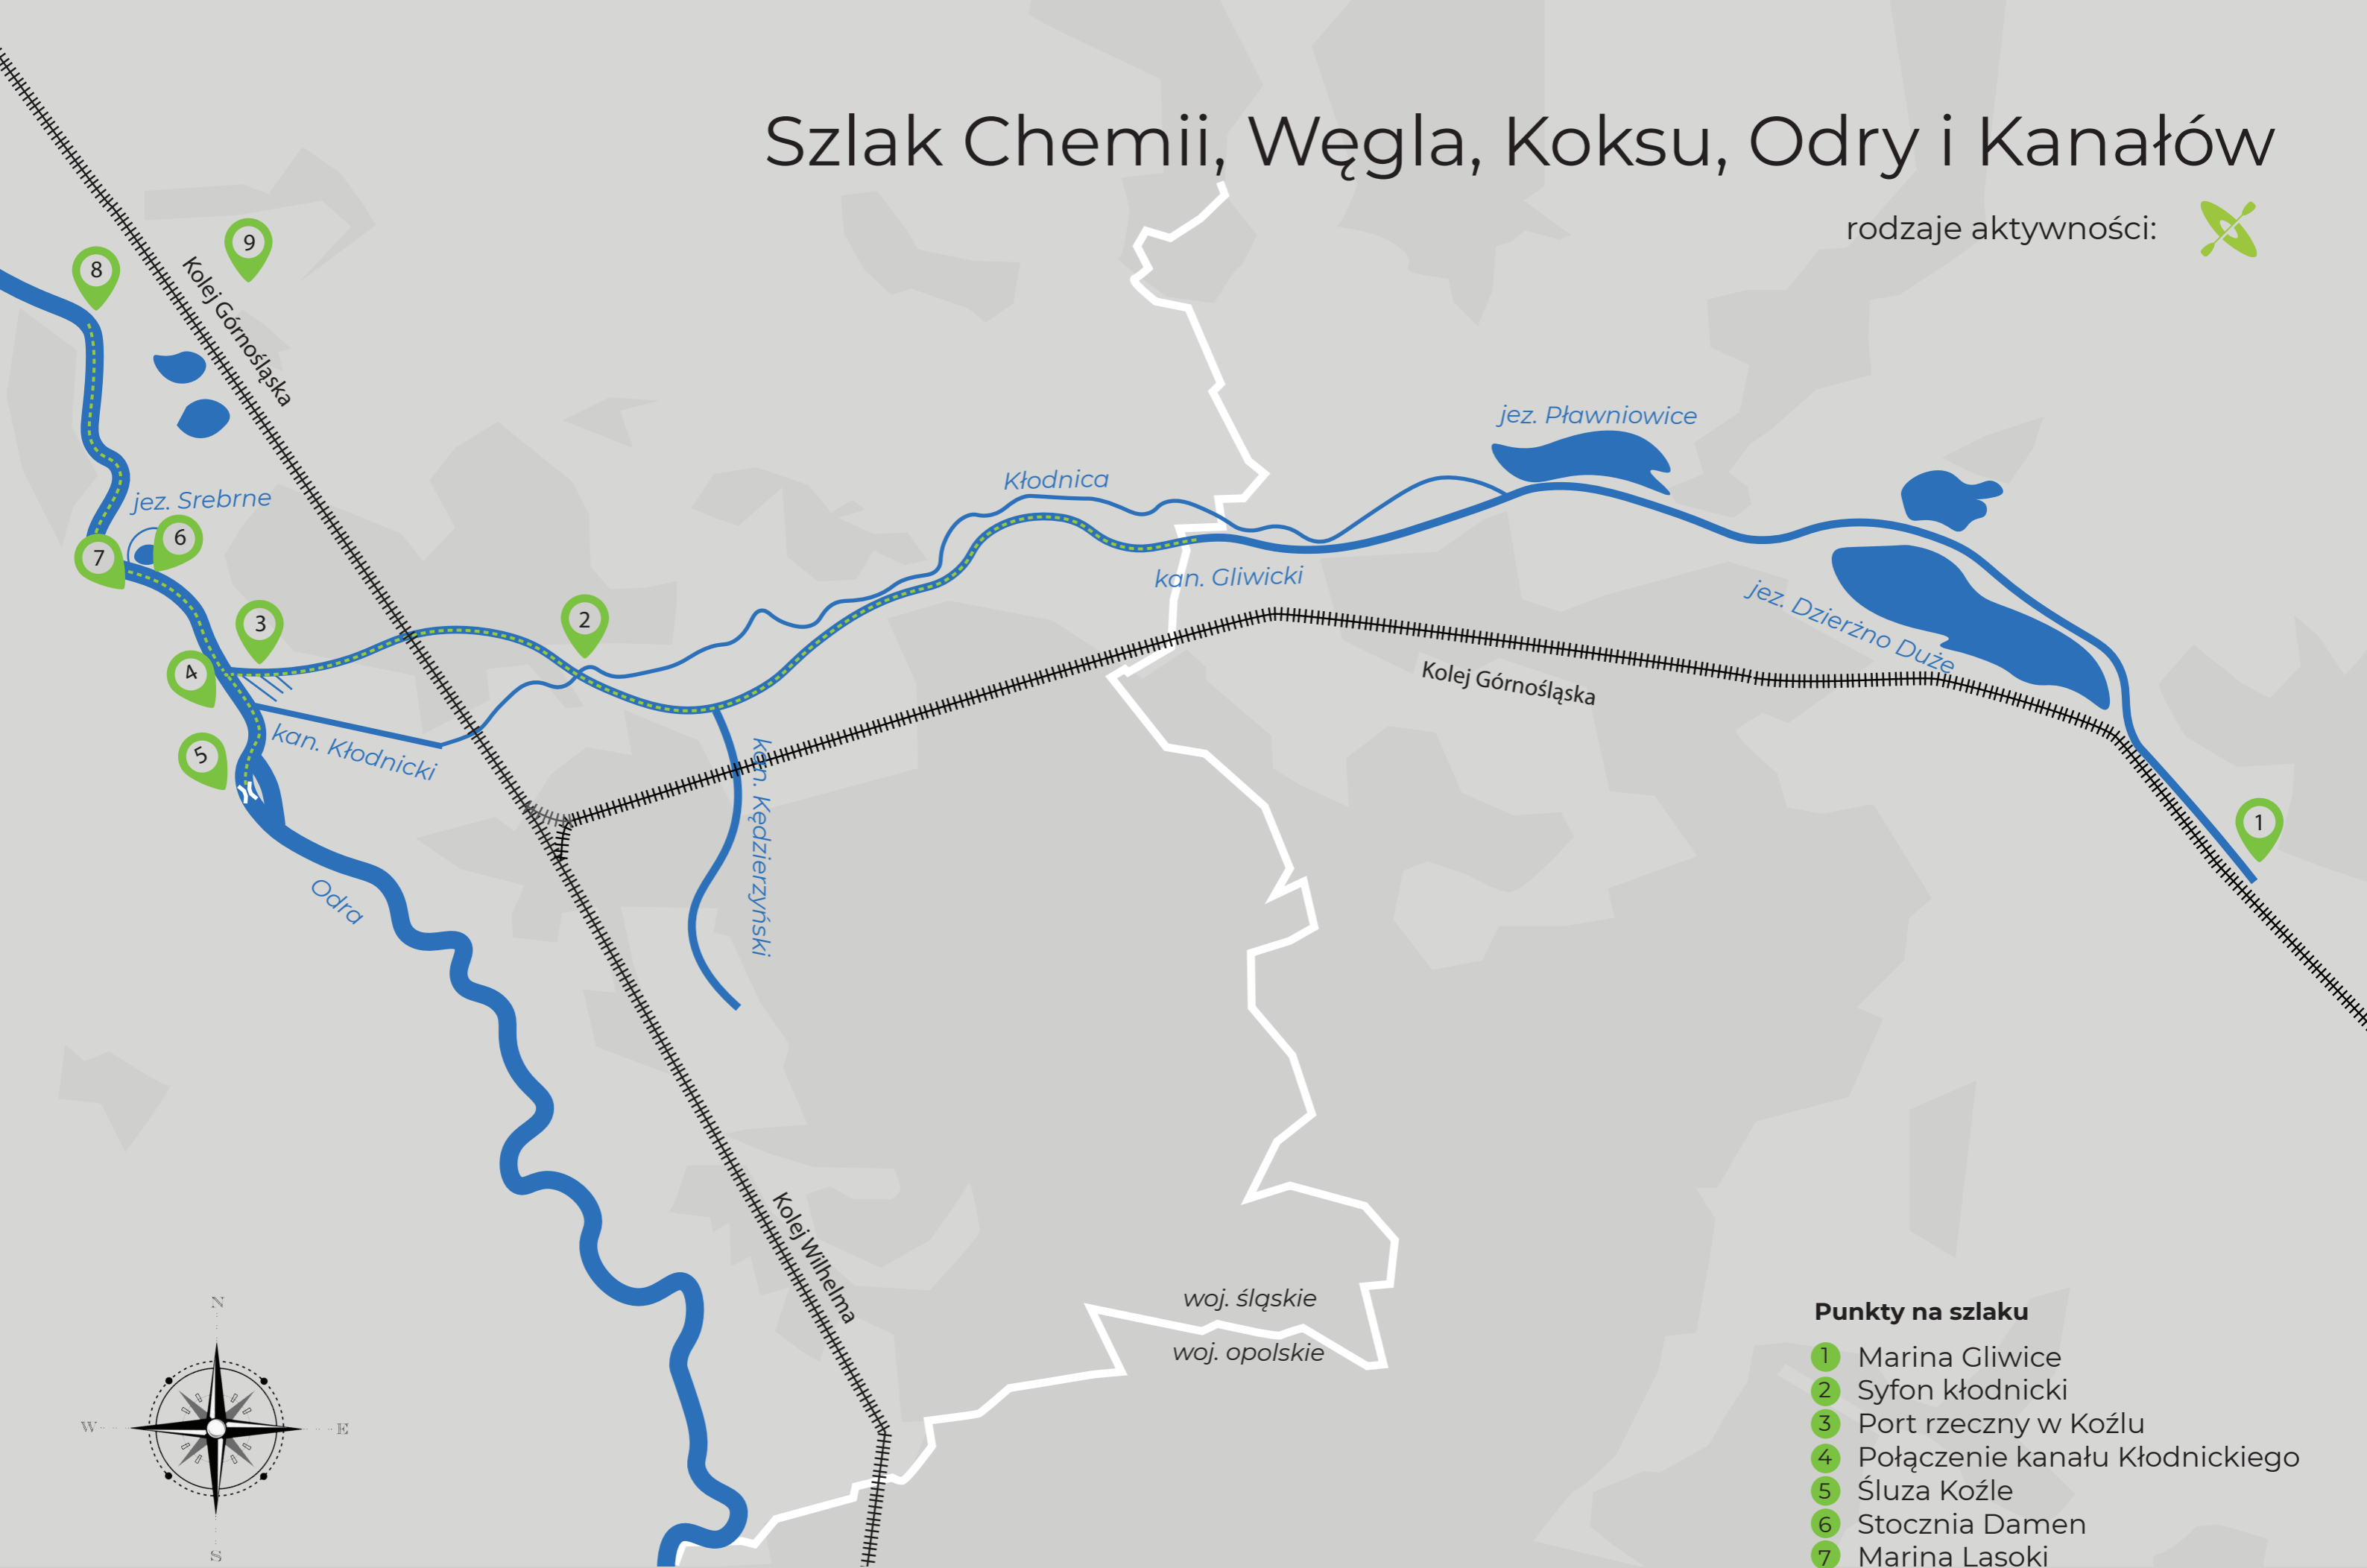 Szlak Chemii, Węgla, Koksu, Odry i Kanałów
rodzaje aktywności:
9
8
Kolej Górnośląska
jez. Pławniowice
Kłodnica
jez. Srebrne
6
7
kan. Gliwicki
jez. Dzierżno Duże
3
2
4
Kolej Górnośląska
kan. Kłodnicki
5
kan. Kędzierzyński
1
Odra
Kolej Wilhelma
woj. śląskie
woj. opolskie
N
W
E
S
Punkty na szlaku
1 Marina Gliwice
2 Syfon kłodnicki
3 Port rzeczny w Koźlu
4 Połączenie kanału Kłodnickiego
5 Śluza Koźle
6 Stocznia Damen
7 Marina Lasoki